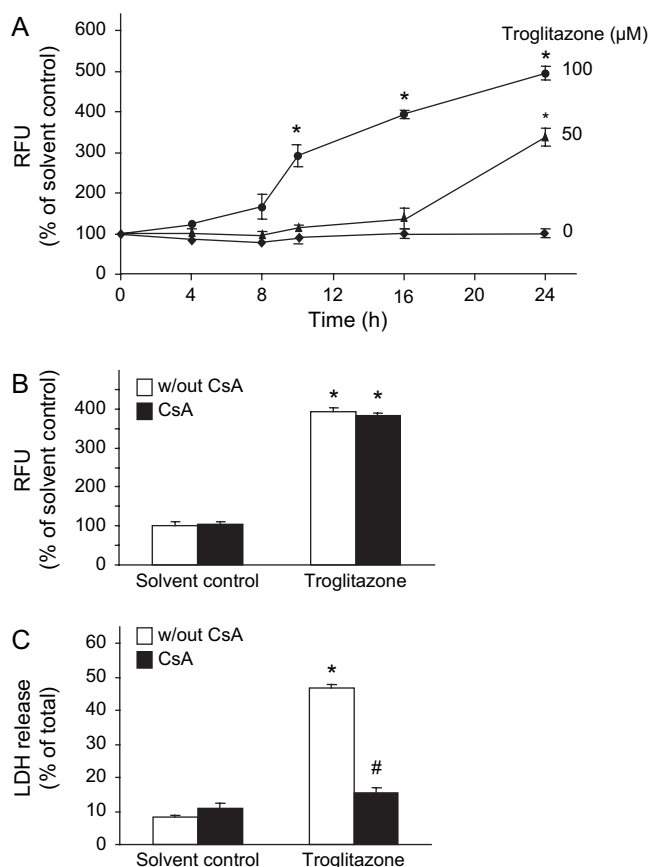 A
RFU
(% of solvent control)
600
500
400
300
200
100
0
0 4 8 12 16 20 24
Time (h)
Troglitazone (µM)
*
*
*
*
100
50
0
B
w/out CsA
CsA
RFU
(% of solvent control)
400
300
200
100
0
* *
Solvent control Troglitazone
C
w/out CsA
CsA
LDH release
(% of total)
60
50
40
30
20
10
0
*
#
Solvent control Troglitazone